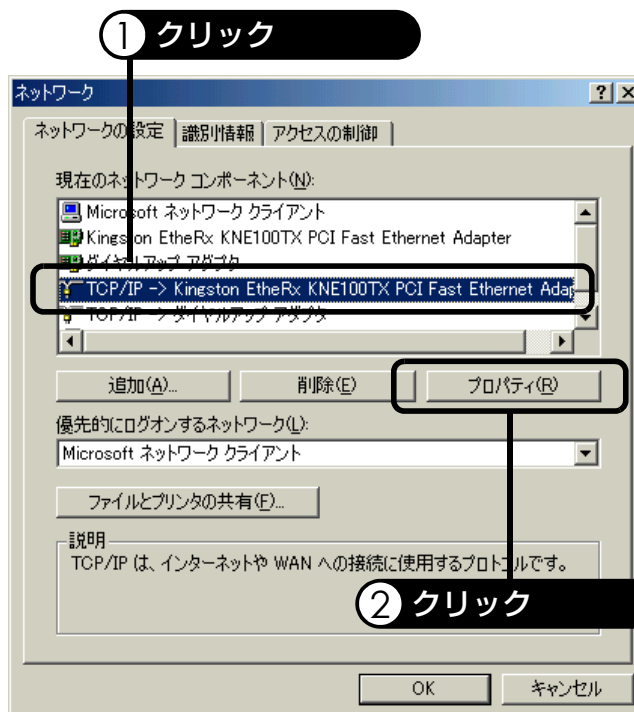 ① クリック
ネットワーク
ネットワークの設定 識別情報 アクセスの制御
現在のネットワーク コンポーネント(N):
Microsoft ネットワーク クライアント
Kingston EtheRx KNE100TX PCI Fast Ethernet Adapter
ダイヤルアップ アダプタ
TCP/IP -> Kingston EtheRx KNE100TX PCI Fast Ethernet Adap
TCP/IP -> ダイヤルアップ アダプタ
追加(A)... 削除(E) プロパティ(R)
優先的にログオンするネットワーク(L):
Microsoft ネットワーク クライアント
ファイルとプリンタの共有(F)...
説明
TCP/IP は、インターネットや WAN への接続に使用するプロトコルです。
② クリック
OK キャンセル